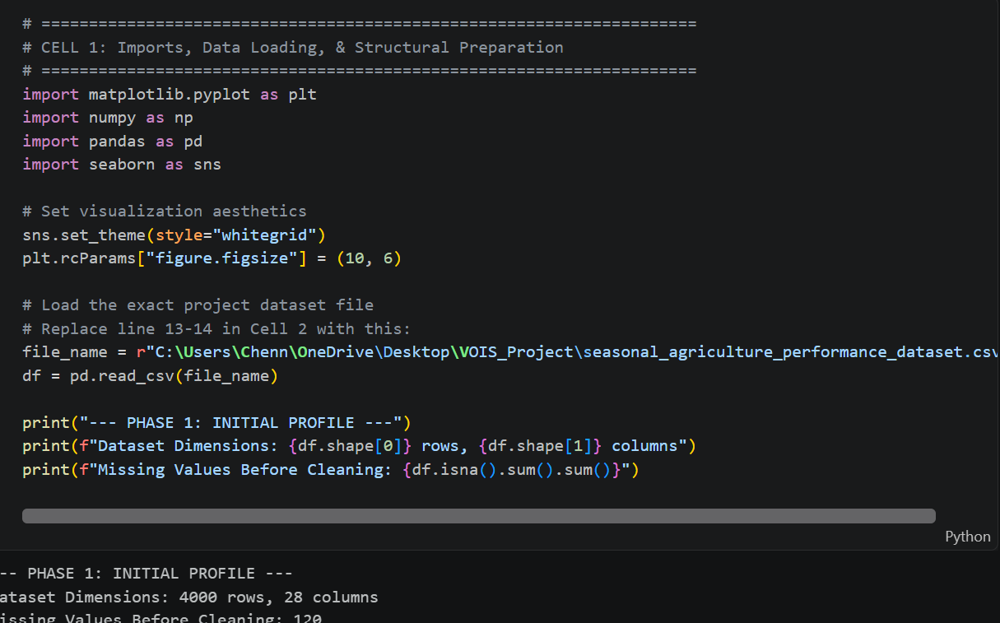 # =====================================================================
# CELL 1: Imports, Data Loading, & Structural Preparation
# =====================================================================
import matplotlib.pyplot as plt
import numpy as np
import pandas as pd
import seaborn as sns
# Set visualization aesthetics
sns.set_theme(style="whitegrid")
plt.rcParams["figure.figsize"] = (10, 6)
# Load the exact project dataset file
# Replace line 13-14 in Cell 2 with this:
file_name = r"C:\Users\Chenn\OneDrive\Desktop\VOIS_Project\seasonal_agriculture_performance_dataset.csv
df = pd.read_csv(file_name)
print("--- PHASE 1: INITIAL PROFILE ---")
print(f"Dataset Dimensions: {df.shape[0]} rows, {df.shape[1]} columns")
print(f"Missing Values Before Cleaning: {df.isna().sum().sum()}")
Python
-- PHASE 1: INITIAL PROFILE ---
ataset Dimensions: 4000 rows, 28 columns
issing Values Before Cleaning: 120